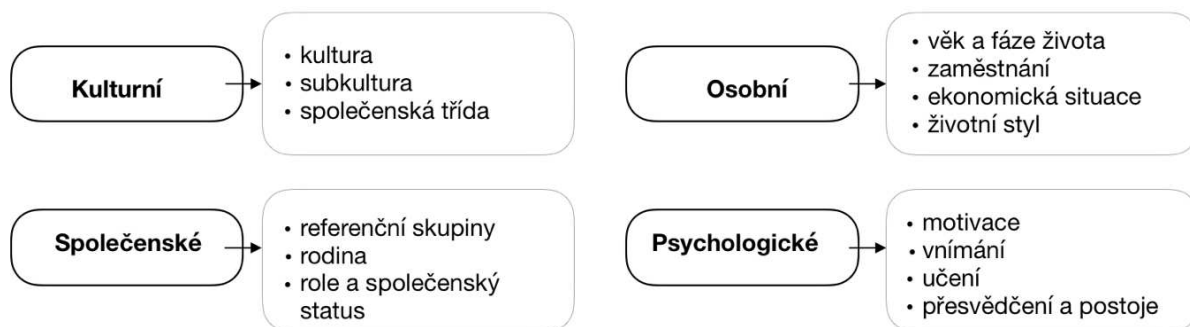 Kulturní
• kultura
• subkultura
• společenská třída
Osobní
• věk a fáze života
• zaměstnání
• ekonomická situace
• životní styl
Společenské
• referenční skupiny
• rodina
• role a společenský
status
Psychologické
• motivace
• vnímání
• učení
• přesvědčení a postoje